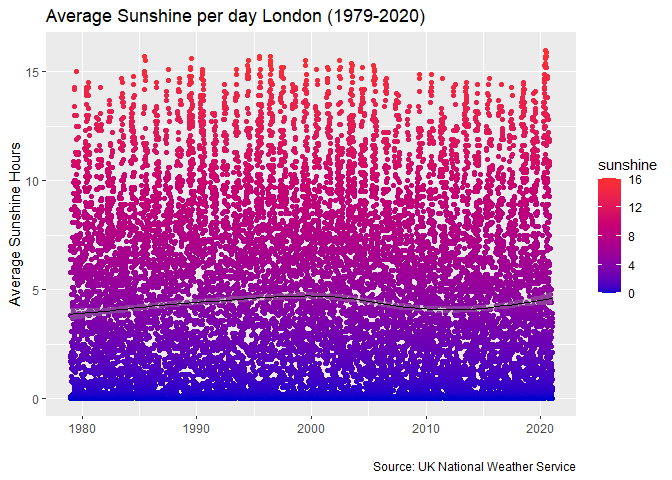 Average Sunshine per day London (1979-2020)
Average Sunshine Hours
15
10
5
0
1980 1990 2000 2010 2020
sunshine
16
12
8
4
0
Source: UK National Weather Service